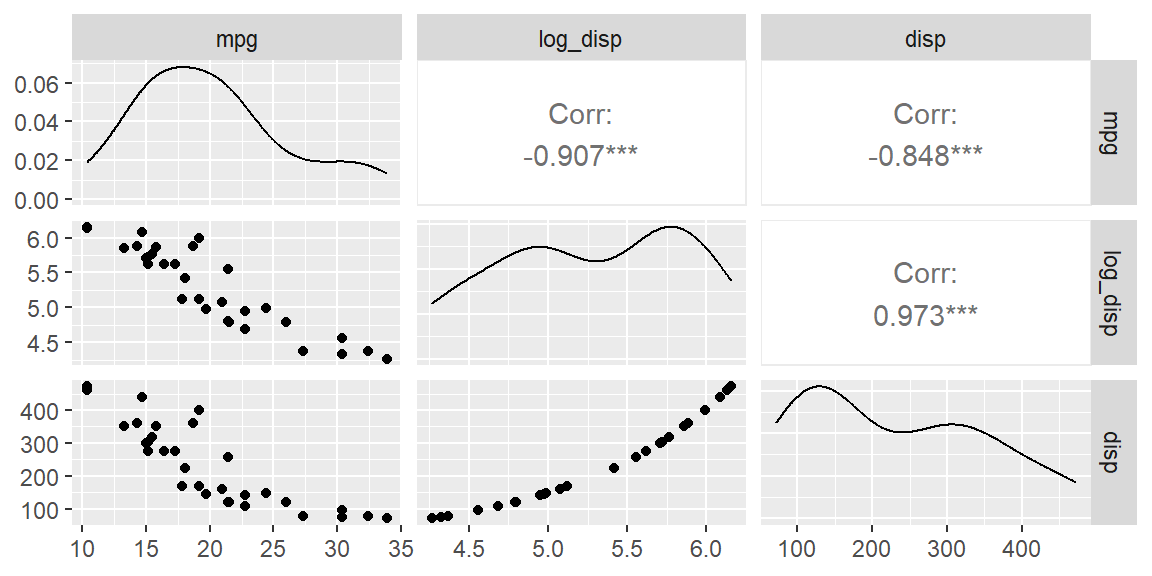 mpg log_disp disp
0.06
0.04
0.02
0.00
Corr:
-0.907***
Corr:
-0.848***
mpg
6.0
5.5
5.0
4.5
Corr:
0.973***
log_disp
400
300
200
100
disp
10 15 20 25 30 35 4.5 5.0 5.5 6.0 100 200 300 400